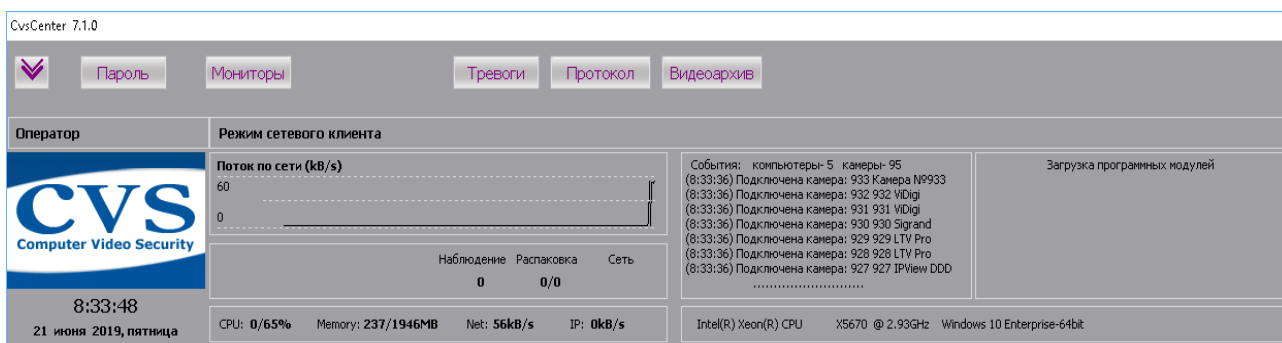 CvsCenter 7.1.0
Пароль Мониторы Тревоги Протокол Видеоархив
Оператор Режим сетевого клиента
CVS
Computer Video Security
8:33:48
21 июня 2019, пятница
Поток по сети (kB/s)
60
0
Наблюдение Распаковка Сеть
0 0/0
CPU: 0/65% Memory: 237/1946MB Net: 56kB/s IP: 0kB/s
События: компьютеры- 5 камеры- 95
(8:33:36) Подключена камера: 933 Камера №933
(8:33:36) Подключена камера: 932 932 ViDigi
(8:33:36) Подключена камера: 931 931 ViDigi
(8:33:36) Подключена камера: 930 930 Sigrand
(8:33:36) Подключена камера: 929 929 LTV Pro
(8:33:36) Подключена камера: 928 928 LTV Pro
(8:33:36) Подключена камера: 927 927 IPView DDD
..........................
Загрузка программных модулей
Intel(R) Xeon(R) CPU X5670 @ 2.93GHz Windows 10 Enterprise-64bit